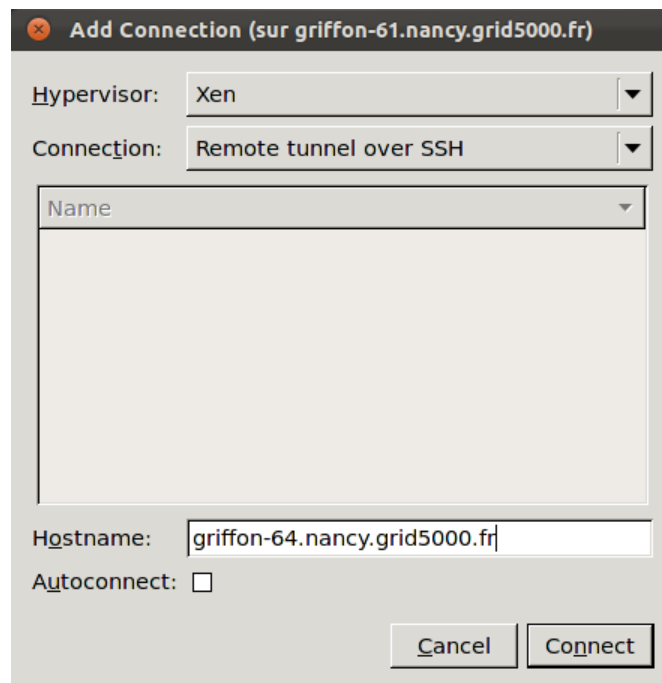 Add Connection (sur griffon-61.nancy.grid5000.fr)
Hypervisor: Xen
Connection: Remote tunnel over SSH
Name
Hostname: griffon-64.nancy.grid5000.fr
Autoconnect:
Cancel Connect